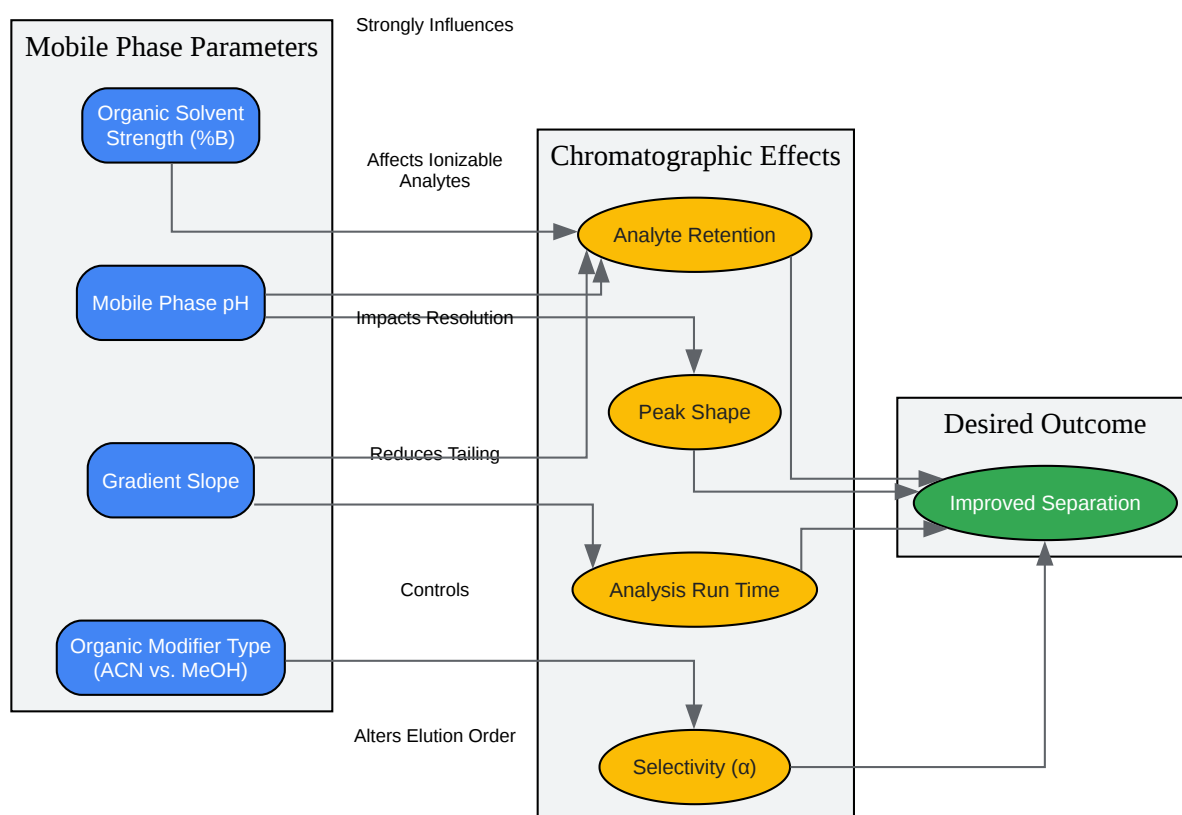 Strongly Influences
Mobile Phase Parameters
Organic Solvent
Strength (%B)
Affects Ionizable
Analytes
Chromatographic Effects
Analyte Retention
Mobile Phase pH
Impacts Resolution
Peak Shape
Desired Outcome
Reduces Tailing
Gradient Slope
Improved Separation
Controls
Analysis Run Time
Organic Modifier Type
(ACN vs. MeOH)
Alters Elution Order
Selectivity (α)